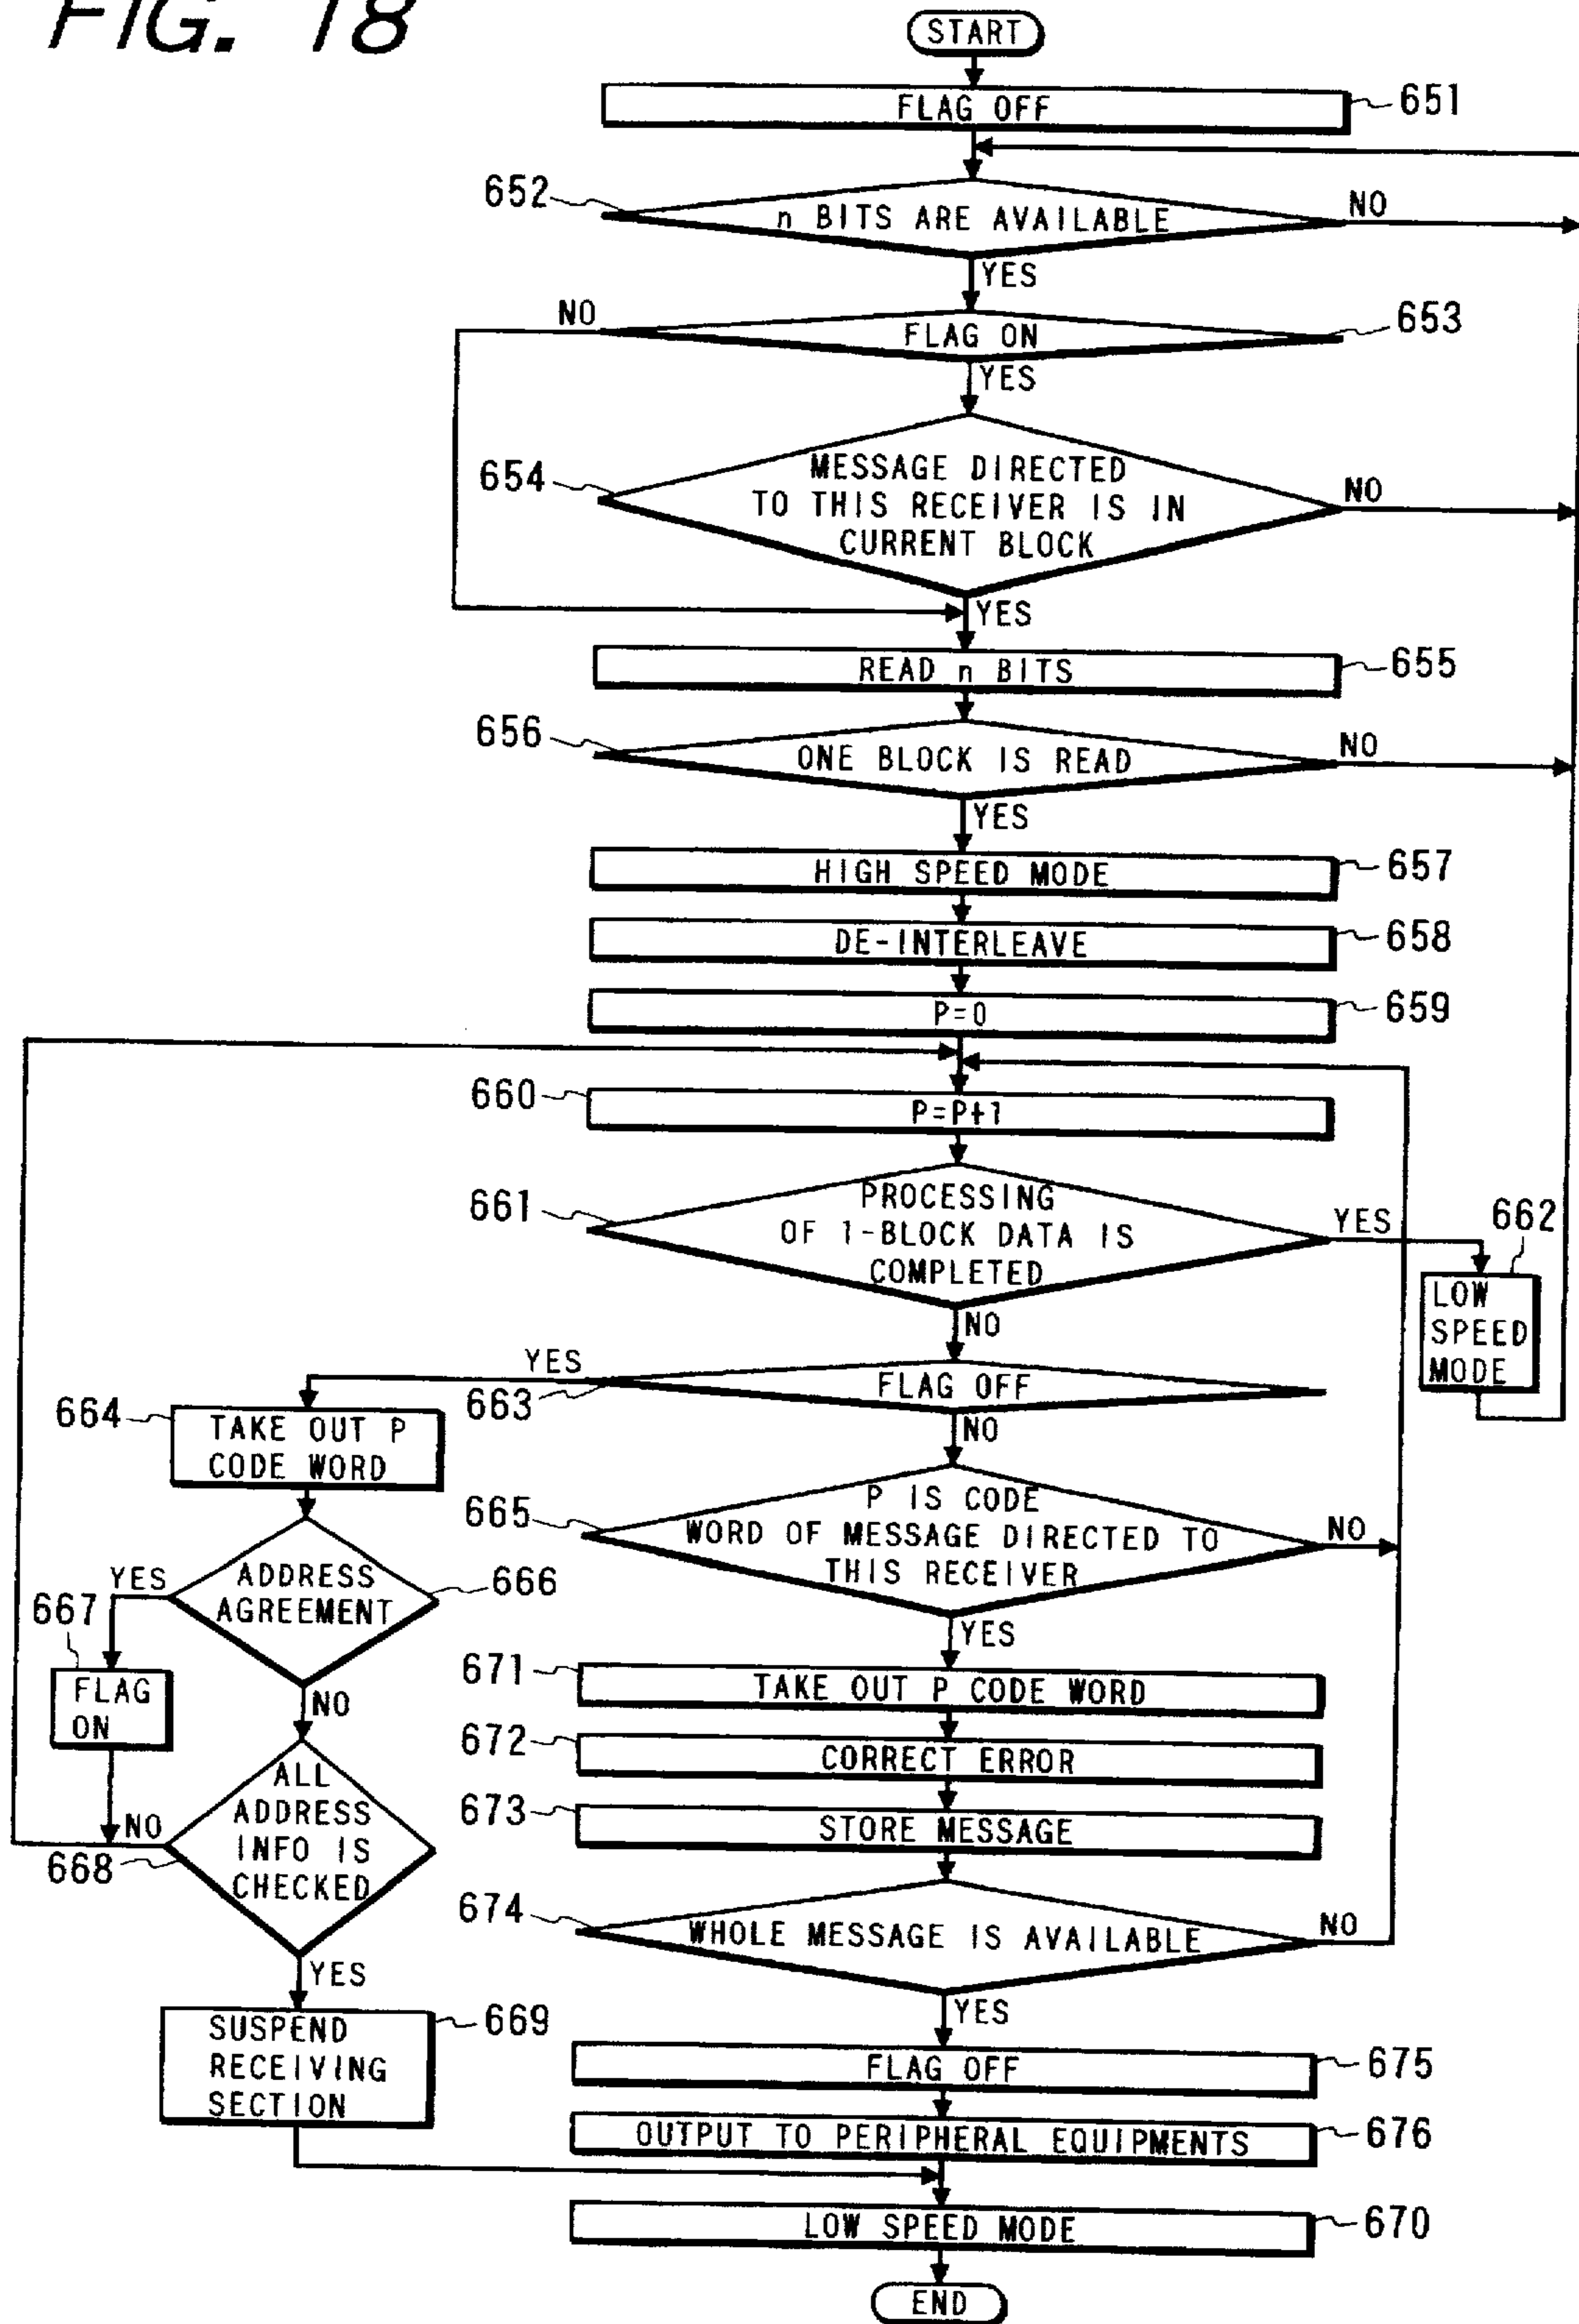 FIG. 18
START
FLAG OFF
651
652
n BITS ARE AVAILABLE
NO
YES
NO
FLAG ON
653
YES
654
MESSAGE DIRECTED
TO THIS RECEIVER IS IN
CURRENT BLOCK
NO
YES
READ n BITS
655
656
ONE BLOCK IS READ
NO
YES
HIGH SPEED MODE
657
DE-INTERLEAVE
658
P=0
659
660
P=P+1
661
PROCESSING
OF 1-BLOCK DATA IS
COMPLETED
YES
662
LOW
SPEED
MODE
NO
YES
663
FLAG OFF
NO
664
TAKE OUT P
CODE WORD
665
P IS CODE
WORD OF MESSAGE DIRECTED TO
THIS RECEIVER
NO
YES
YES
ADDRESS
AGREEMENT
666
667
FLAG
ON
NO
ALL
ADDRESS
INFO IS
CHECKED
NO
668
YES
SUSPEND
RECEIVING
SECTION
669
671
TAKE OUT P CODE WORD
672
CORRECT ERROR
673
STORE MESSAGE
674
WHOLE MESSAGE IS AVAILABLE
NO
YES
FLAG OFF
675
OUTPUT TO PERIPHERAL EQUIPMENTS
676
LOW SPEED MODE
670
END